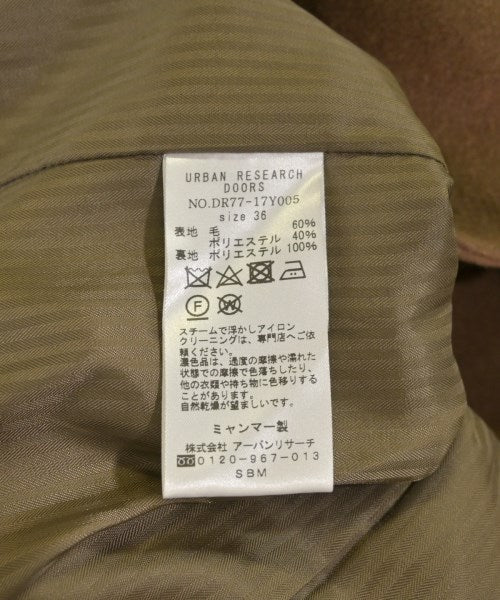 URBAN RESEARCH
DOORS
NO.DR77-17Y005
size 36
表地 毛 60%
ポリエステル 40%
裏地 ポリエステル 100%
F W
スチームで浮かしアイロン
クリーニングは、専門店へご依
頼ください。
濃色品は、過度の摩擦や濡れた
状態での摩擦で色落ちしたり、
他の衣類や持ち物に色移りする
ことがあります。
自然乾燥が望ましいです。
ミャンマー製
株式会社 アーバンリサーチ
0120-967-013
SBM